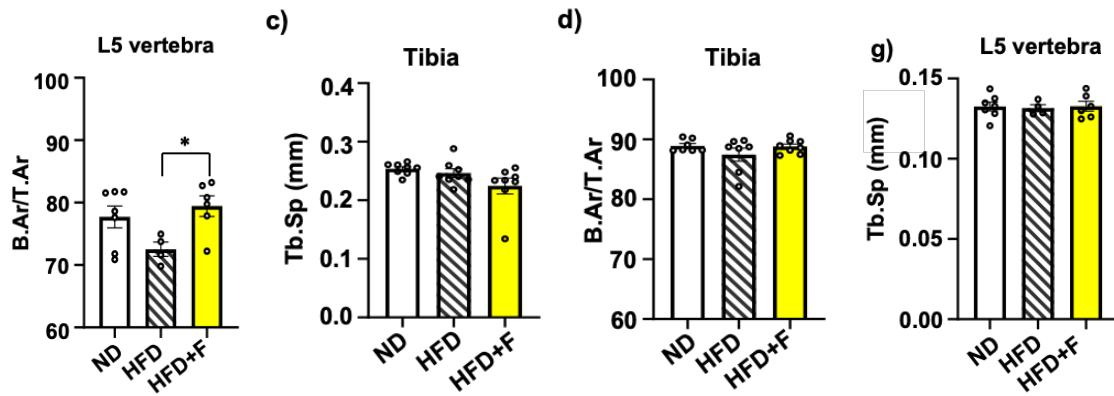 L5 vertebra
B.Ar/T.Ar
100
90
80
70
60
*
ND
HFD
HFD+F
c)
Tibia
Tb.Sp (mm)
0.4
0.3
0.2
0.1
0.0
ND
HFD
HFD+F
d)
Tibia
B.Ar/T.Ar
100
90
80
70
60
ND
HFD
HFD+F
g)
L5 vertebra
Tb.Sp (mm)
0.15
0.10
0.05
0.00
ND
HFD
HFD+F